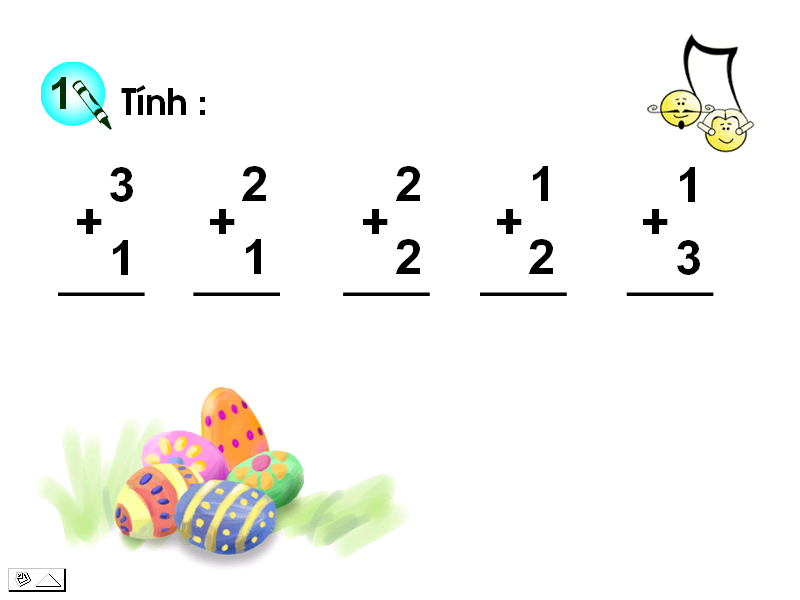 1 Tính :
3 2 2 1 1
+ + + + +
1 1 2 2 3